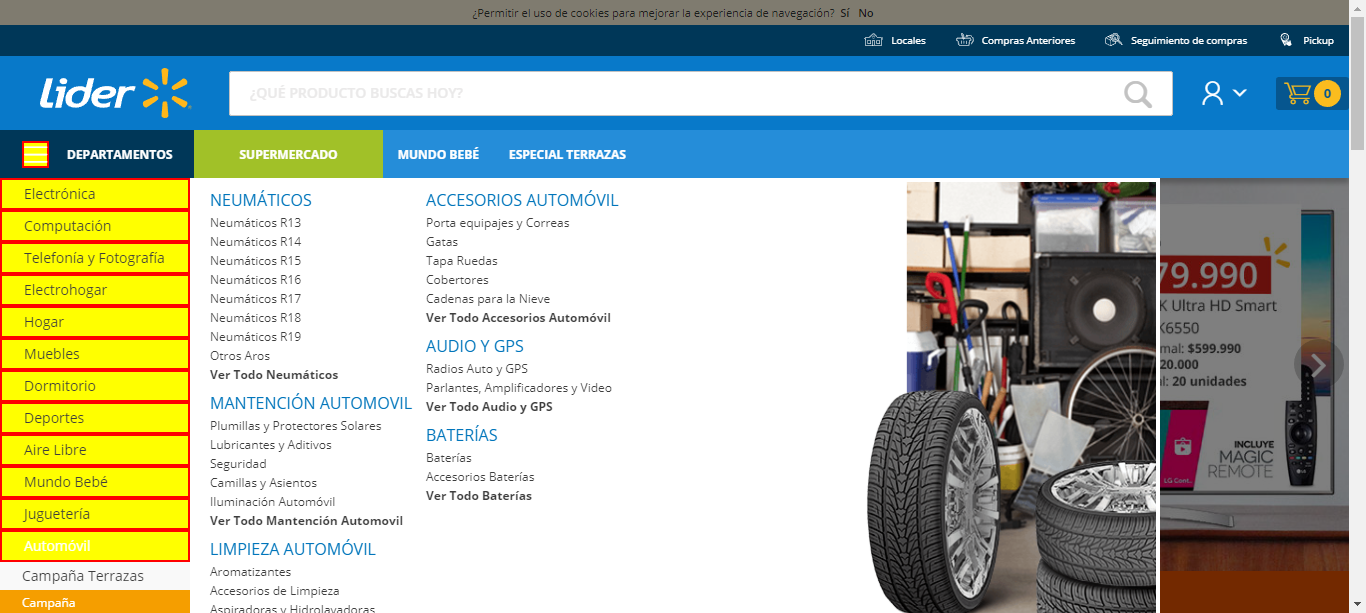 ¿Permitir el uso de cookies para mejorar la experiencia de navegación? Sí No
Locales Compras Anteriores Seguimiento de compras Pickup
Lider
¿QUÉ PRODUCTO BUSCAS HOY?
0
DEPARTAMENTOS SUPERMERCADO MUNDO BEBÉ ESPECIAL TERRAZAS
Electrónica
Computación
Telefonía y Fotografía
Electrohogar
Hogar
Muebles
Dormitorio
Deportes
Aire Libre
Mundo Bebé
Juguetería
Automóvil
Campaña Terrazas
Campaña
NEUMÁTICOS
Neumáticos R13
Neumáticos R14
Neumáticos R15
Neumáticos R16
Neumáticos R17
Neumáticos R18
Neumáticos R19
Otros Aros
Ver Todo Neumáticos
MANTENCIÓN AUTOMOVIL
Plumillas y Protectores Solares
Lubricantes y Aditivos
Seguridad
Camillas y Asientos
Iluminación Automóvil
Ver Todo Mantención Automovil
LIMPIEZA AUTOMÓVIL
Aromatizantes
Accesorios de Limpieza
Aspiradoras y Hidrolavadoras
ACCESORIOS AUTOMÓVIL
Porta equipajes y Correas
Gatas
Tapa Ruedas
Cobertores
Cadenas para la Nieve
Ver Todo Accesorios Automóvil
AUDIO Y GPS
Radios Auto y GPS
Parlantes, Amplificadores y Video
Ver Todo Audio y GPS
BATERÍAS
Baterías
Accesorios Baterías
Ver Todo Baterías
79.990
K Ultra HD Smart
K6550
mal: $599.990
20.000
al: 20 unidades
INCLUYE
MAGIC
REMOTE
LG Cont.